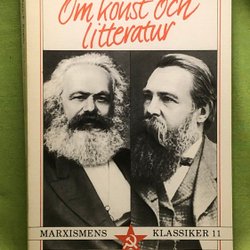 Om konst och
litteratur
MARXISMENS KLASSIKER 11